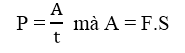 P = A/t mà A = F.S